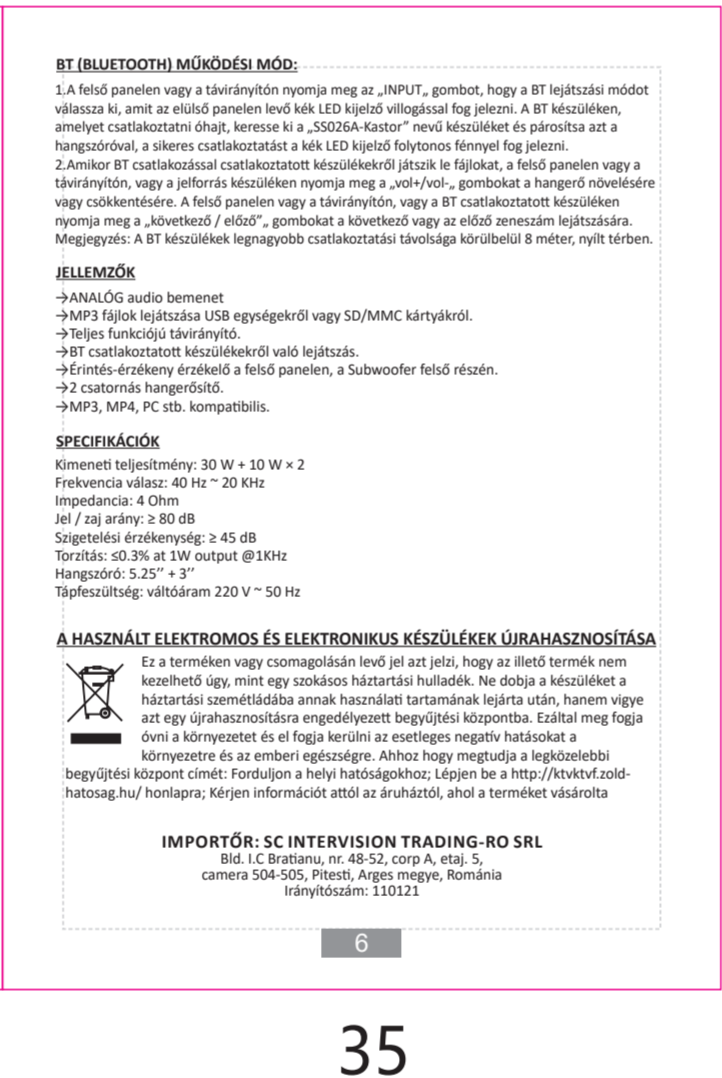 BT (BLUETOOTH) MŰKÖDÉSI MÓD:
1.A felső panelen vagy a távirányítón nyomja meg az „INPUT„ gombot, hogy a BT lejátszási módot
válassza ki, amit az elülső panelen levő kék LED kijelző villogással fog jelezni. A BT készüléken,
amelyet csatlakoztatni óhajt, keresse ki a „SS026A-Kastor” nevű készüléket és párosítsa azt a
hangszóróval, a sikeres csatlakoztatást a kék LED kijelző folytonos fénnyel fog jelezni.
2.Amikor BT csatlakozással csatlakoztatott készülékekről játszik le fájlokat, a felső panelen vagy a
távirányítón, vagy a jelforrás készüléken nyomja meg a „vol+/vol-„ gombokat a hangerő növelésére
vagy csökkentésére. A felső panelen vagy a távirányítón, vagy a BT csatlakoztatott készüléken
nyomja meg a „következő / előző”„ gombokat a következő vagy az előző zeneszám lejátszására.
Megjegyzés: A BT készülékek legnagyobb csatlakoztatási távolsága körülbelül 8 méter, nyílt térben.
JELLEMZŐK
→ANALÓG audio bemenet
→MP3 fájlok lejátszása USB egységekről vagy SD/MMC kártyákról.
→Teljes funkciójú távirányító.
→BT csatlakoztatott készülékekről való lejátszás.
→Érintés-érzékeny érzékelő a felső panelen, a Subwoofer felső részén.
→2 csatornás hangerősítő.
→MP3, MP4, PC stb. kompatibilis.
SPECIFIKÁCIÓK
Kimeneti teljesítmény: 30 W + 10 W × 2
Frekvencia válasz: 40 Hz ~ 20 KHz
Impedancia: 4 Ohm
Jel / zaj arány: ≥ 80 dB
Szigetelési érzékenység: ≥ 45 dB
Torzítás: ≤0.3% at 1W output @1KHz
Hangszóró: 5.25’’ + 3’’
Tápfeszültség: váltóáram 220 V ~ 50 Hz
A HASZNÁLT ELEKTROMOS ÉS ELEKTRONIKUS KÉSZÜLÉKEK ÚJRAHASZNOSÍTÁSA
Ez a terméken vagy csomagolásán levő jel azt jelzi, hogy az illető termék nem
kezelhető úgy, mint egy szokásos háztartási hulladék. Ne dobja a készüléket a
háztartási szemétládába annak használati tartamának lejárta után, hanem vigye
azt egy újrahasznosításra engedélyezett begyűjtési központba. Ezáltal meg fogja
óvni a környezetet és el fogja kerülni az esetleges negatív hatásokat a
környezetre és az emberi egészségre. Ahhoz hogy megtudja a legközelebbi
begyűjtési központ címét: Forduljon a helyi hatóságokhoz; Lépjen be a http://ktvktvf.zold-
hatosag.hu/ honlapra; Kérjen információt attól az áruháztól, ahol a terméket vásárolta
IMPORTŐR: SC INTERVISION TRADING-RO SRL
Bld. I.C Bratianu, nr. 48-52, corp A, etaj. 5,
camera 504-505, Pitesti, Arges megye, Románia
Irányítószám: 110121
6
35